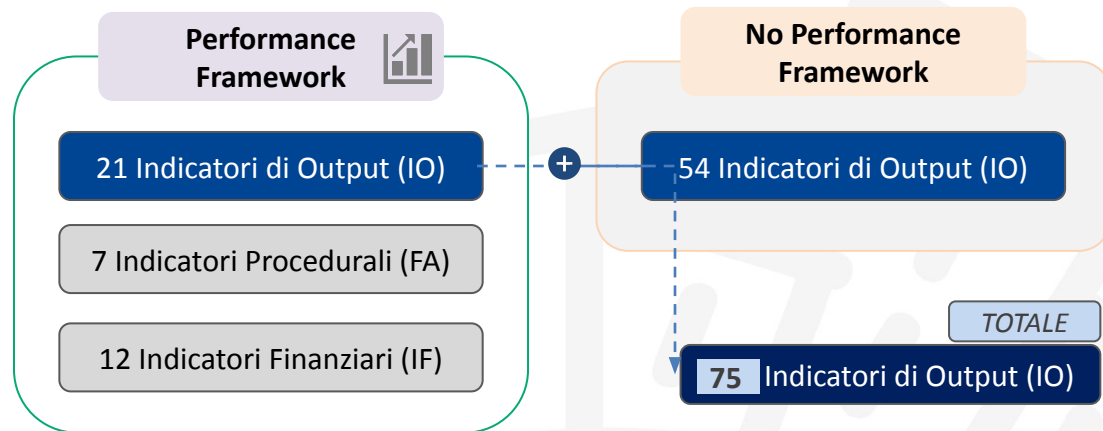 Performance
Framework
21 Indicatori di Output (IO)
7 Indicatori Procedurali (FA)
12 Indicatori Finanziari (IF)
+
No Performance
Framework
54 Indicatori di Output (IO)
TOTALE
75 Indicatori di Output (IO)